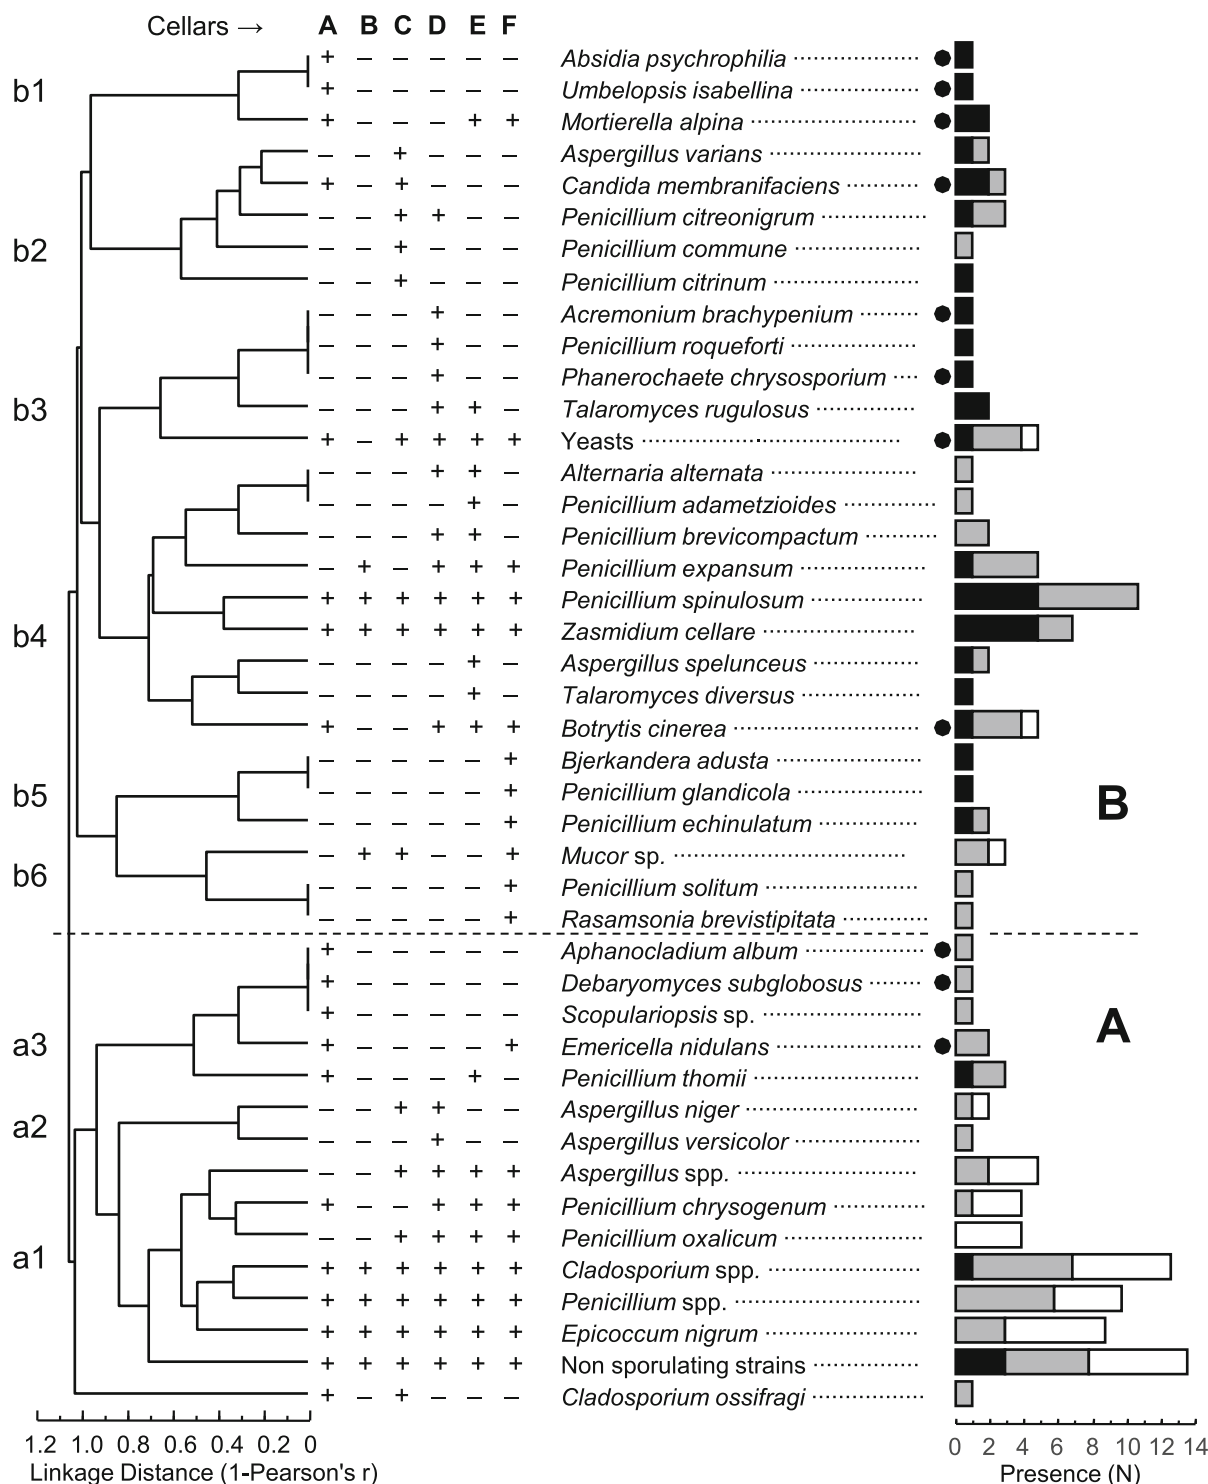 Cellars → A B C D E F
b1
+ – – – – – Absidia psychrophilia
+ – – – – – Umbelopsis isabellina
+ – – – + + Mortierella alpina
b2
– – + – – – Aspergillus varians
+ – + – – – Candida membranifaciens
– – + + – – Penicillium citreonigrum
– – + – – – Penicillium commune
– – + – – – Penicillium citrinum
b3
– – – + – – Acremonium brachypenium
– – – + – – Penicillium roqueforti
– – – + – – Phanerochaete chrysosporium
– – – + + – Talaromyces rugulosus
+ – + + + + Yeasts
b4
– – – + + – Alternaria alternata
– – – – + – Penicillium adametzioides
– – – + + – Penicillium brevicompactum
– + – + + + Penicillium expansum
+ + + + + + Penicillium spinulosum
+ + + + + + Zasmidium cellare
– – – – + – Aspergillus spelunceus
– – – – + – Talaromyces diversus
+ – – + + + Botrytis cinerea
b5
– – – – – + Bjerkandera adusta
– – – – – + Penicillium glandicola
– – – – – + Penicillium echinulatum
B
b6
– + + – – + Mucor sp.
– – – – – + Penicillium solitum
– – – – – + Rasamsonia brevistipitata
a3
+ – – – – – Aphanocladium album
+ – – – – – Debaryomyces subglobosus
+ – – – – – Scopulariopsis sp.
+ – – – – + Emericella nidulans
+ – – – + – Penicillium thomii
A
a2
– – + + – – Aspergillus niger
– – – + – – Aspergillus versicolor
a1
– – + + + + Aspergillus spp.
+ – – + + + Penicillium chrysogenum
– – + + + + Penicillium oxalicum
+ + + + + + Cladosporium spp.
+ + + + + + Penicillium spp.
+ + + + + + Epicoccum nigrum
+ + + + + + Non sporulating strains
+ – + – – – Cladosporium ossifragi
1.2 1.0 0.8 0.6 0.4 0.2 0
Linkage Distance (1-Pearson's r)
0 2 4 6 8 10 12 14
Presence (N)